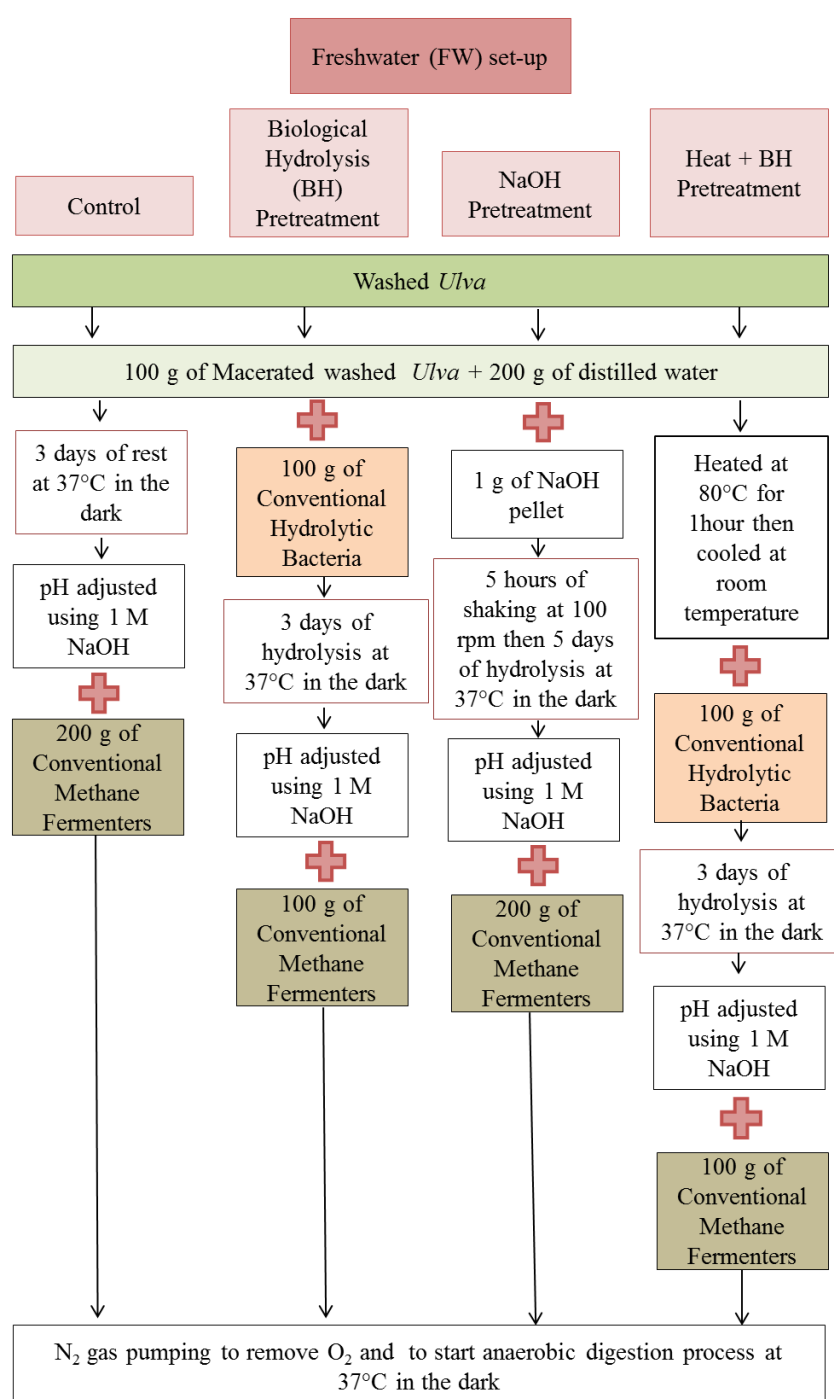 Freshwater (FW) set-up
Control
Biological
Hydrolysis
(BH)
Pretreatment
NaOH
Pretreatment
Heat + BH
Pretreatment
Washed Ulva
100 g of Macerated washed Ulva + 200 g of distilled water
3 days of rest
at 37°C in the
dark
pH adjusted
using 1 M
NaOH
200 g of
Conventional
Methane
Fermenters
100 g of
Conventional
Hydrolytic
Bacteria
3 days of
hydrolysis at
37°C in the dark
pH adjusted
using 1 M
NaOH
100 g of
Conventional
Methane
Fermenters
1 g of NaOH
pellet
5 hours of
shaking at 100
rpm then 5 days
of hydrolysis at
37°C in the dark
pH adjusted
using 1 M
NaOH
200 g of
Conventional
Methane
Fermenters
Heated at
80°C for
1hour then
cooled at
room
temperature
100 g of
Conventional
Hydrolytic
Bacteria
3 days of
hydrolysis at
37°C in the dark
pH adjusted
using 1 M
NaOH
100 g of
Conventional
Methane
Fermenters
N₂ gas pumping to remove O₂ and to start anaerobic digestion process at
37°C in the dark